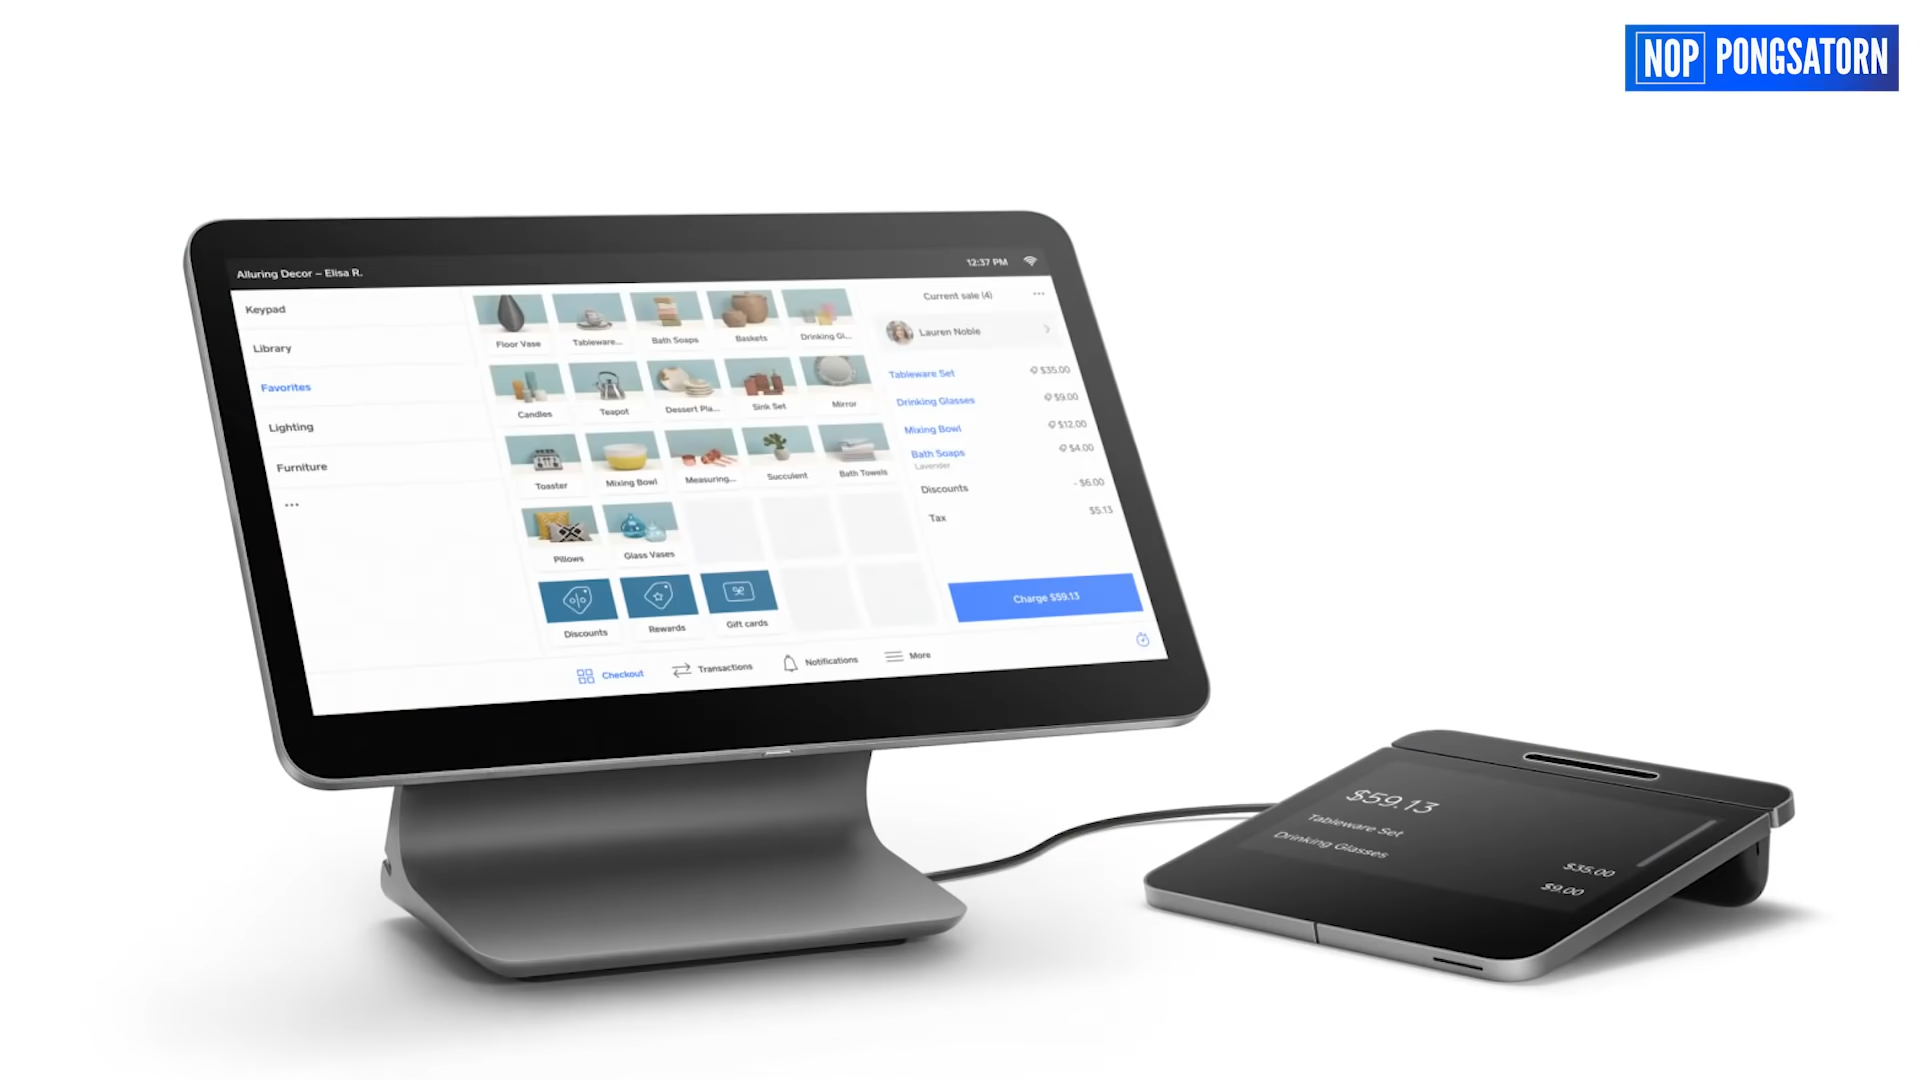 NOP PONGSATORN
Alluring Decor – Elisa R.
12:37 PM
Keypad
Library
Favorites
Lighting
Furniture
...
Floor Vase
Tableware...
Bath Soaps
Baskets
Drinking Gl...
Candles
Teapot
Dessert Pla...
Sink Set
Mirror
Toaster
Mixing Bowl
Measuring...
Succulent
Bath Towels
Pillows
Glass Vases
Discounts
Rewards
Gift cards
Checkout
Transactions
Notifications
More
Current sale (4)
...
Lauren Noble
Tableware Set $35.00
Drinking Glasses $9.00
Mixing Bowl $12.00
Bath Soaps $4.00
Lavender
Discounts - $6.00
Tax $5.13
Charge $59.13
$59.13
Tableware Set $35.00
Drinking Glasses $9.00